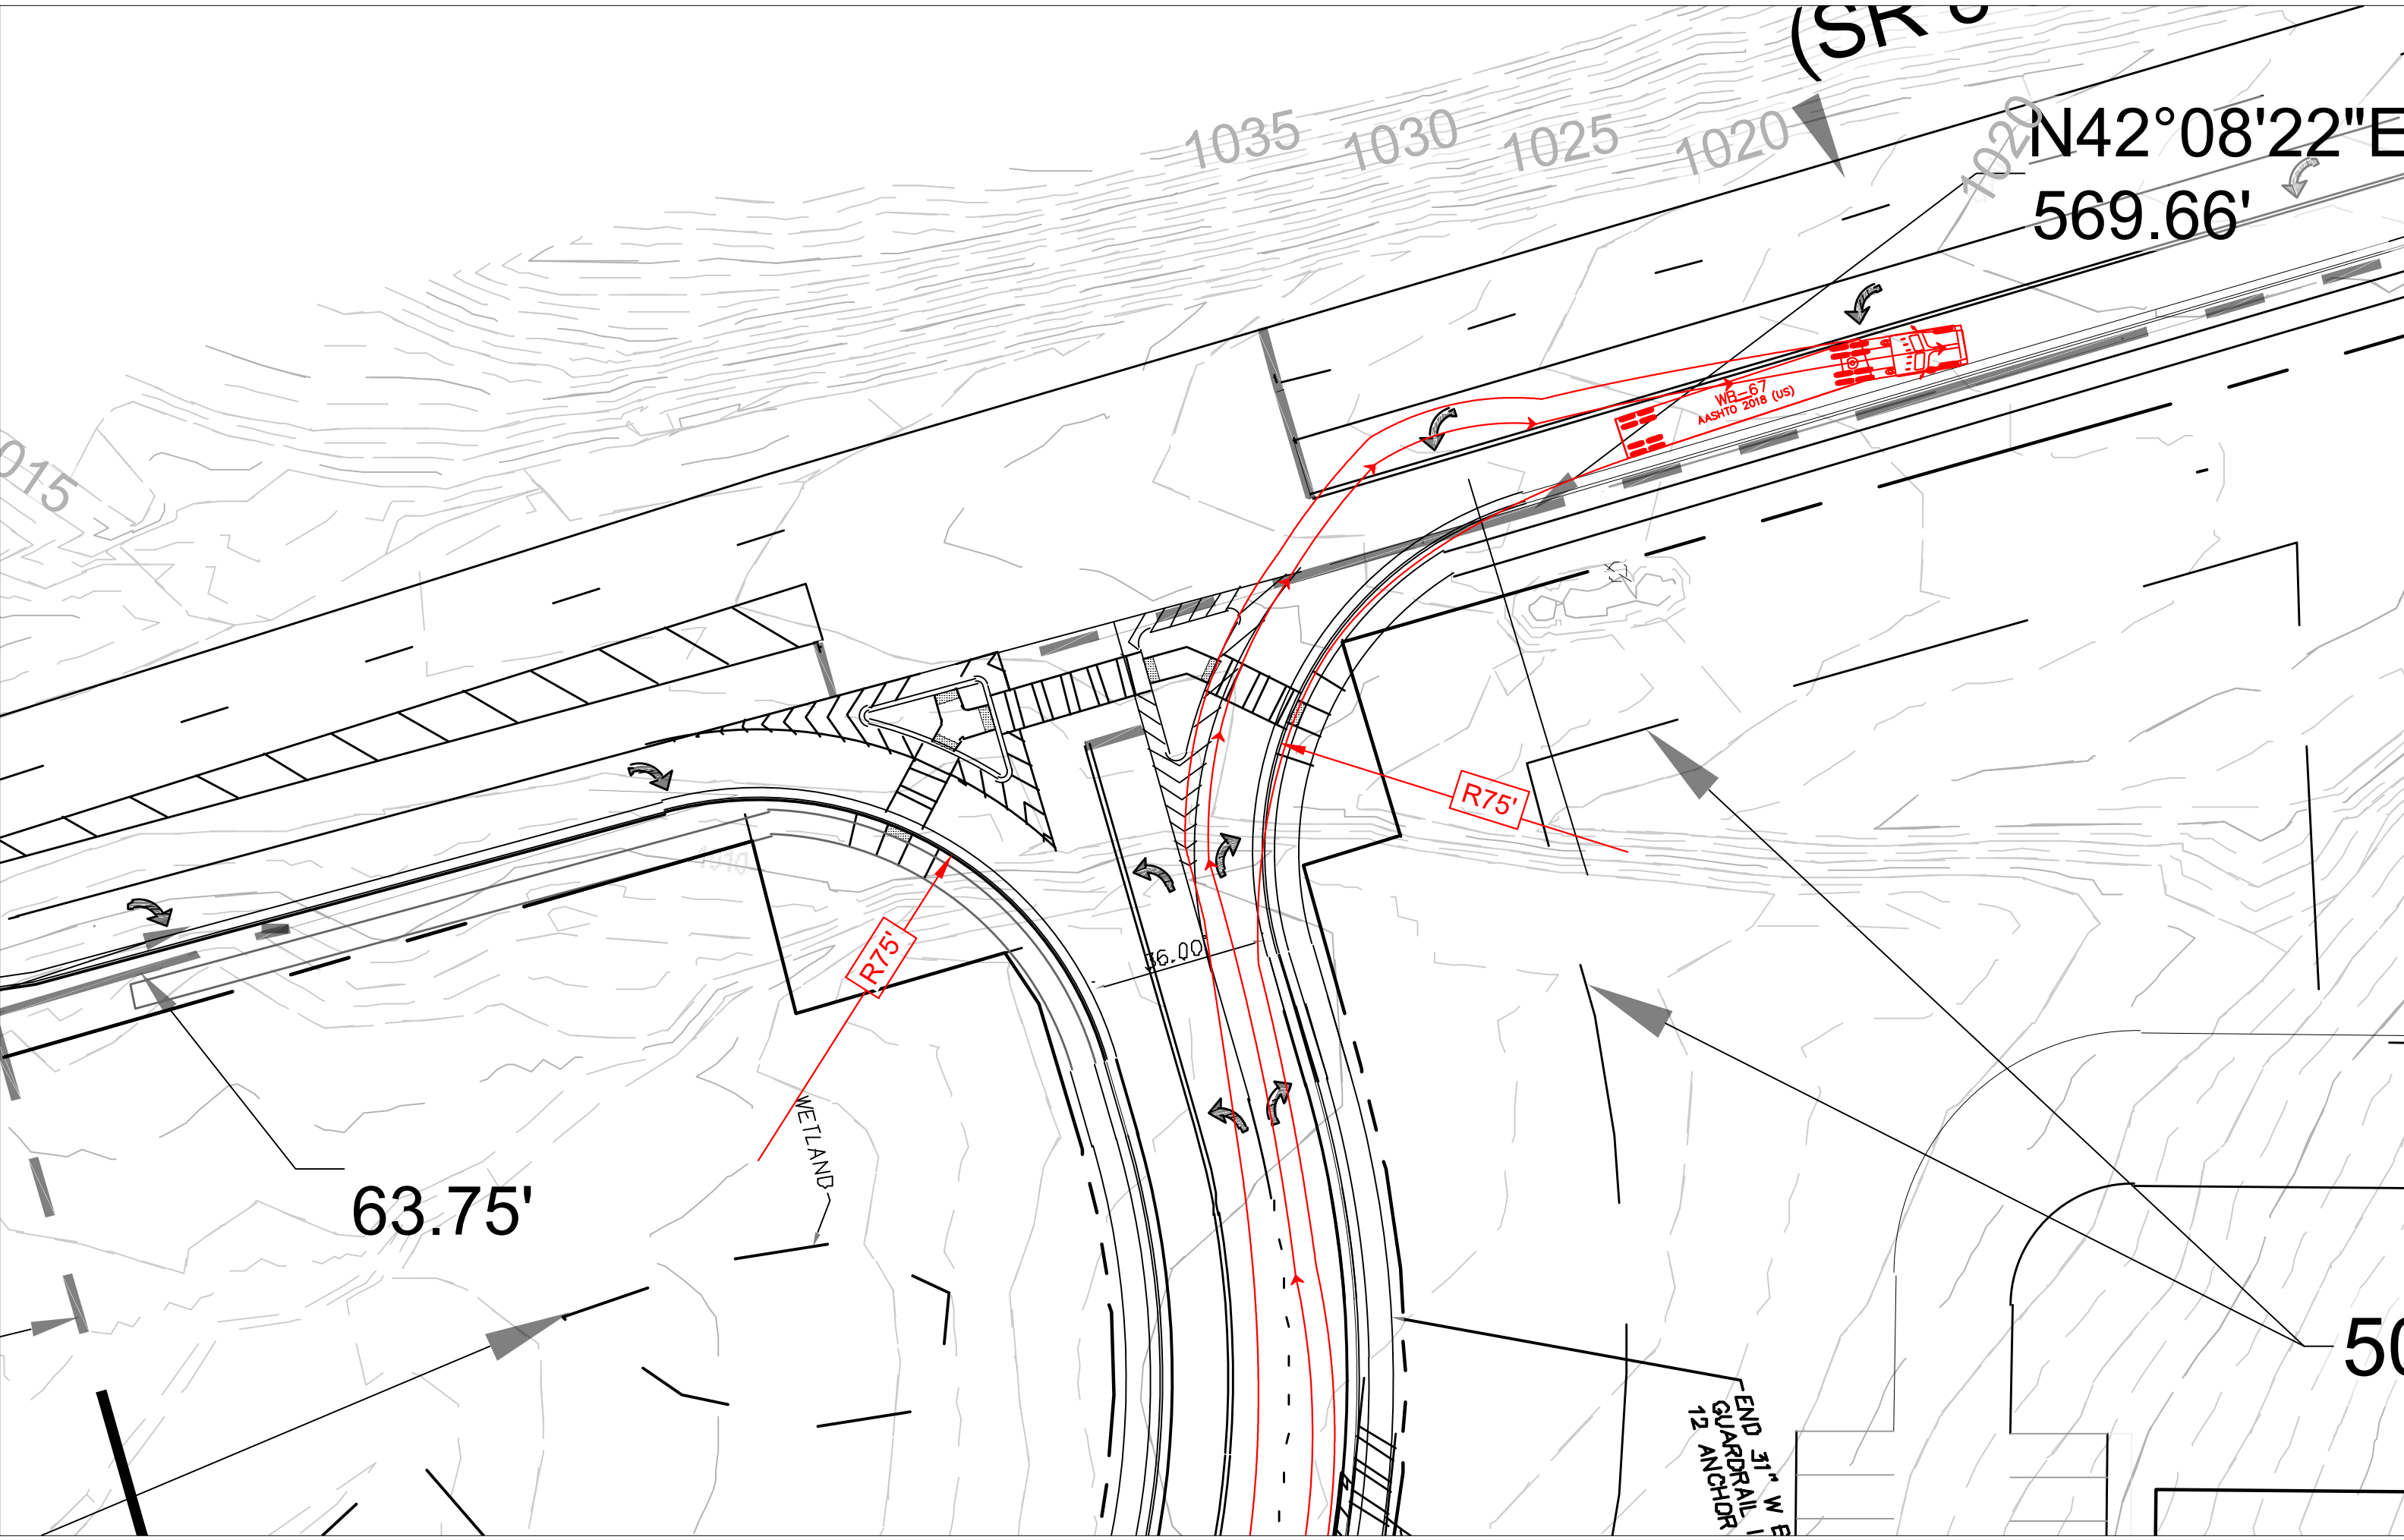 (SR
1035
1030
1025
1020
1020
N42°08'22"E
569.66'
015
WB-67
AASHTO 2018 (US)
R75'
R75'
36.00'
1010
WETLAND
63.75'
50
END 31" W B
GUARDRAIL
12 ANCHOR